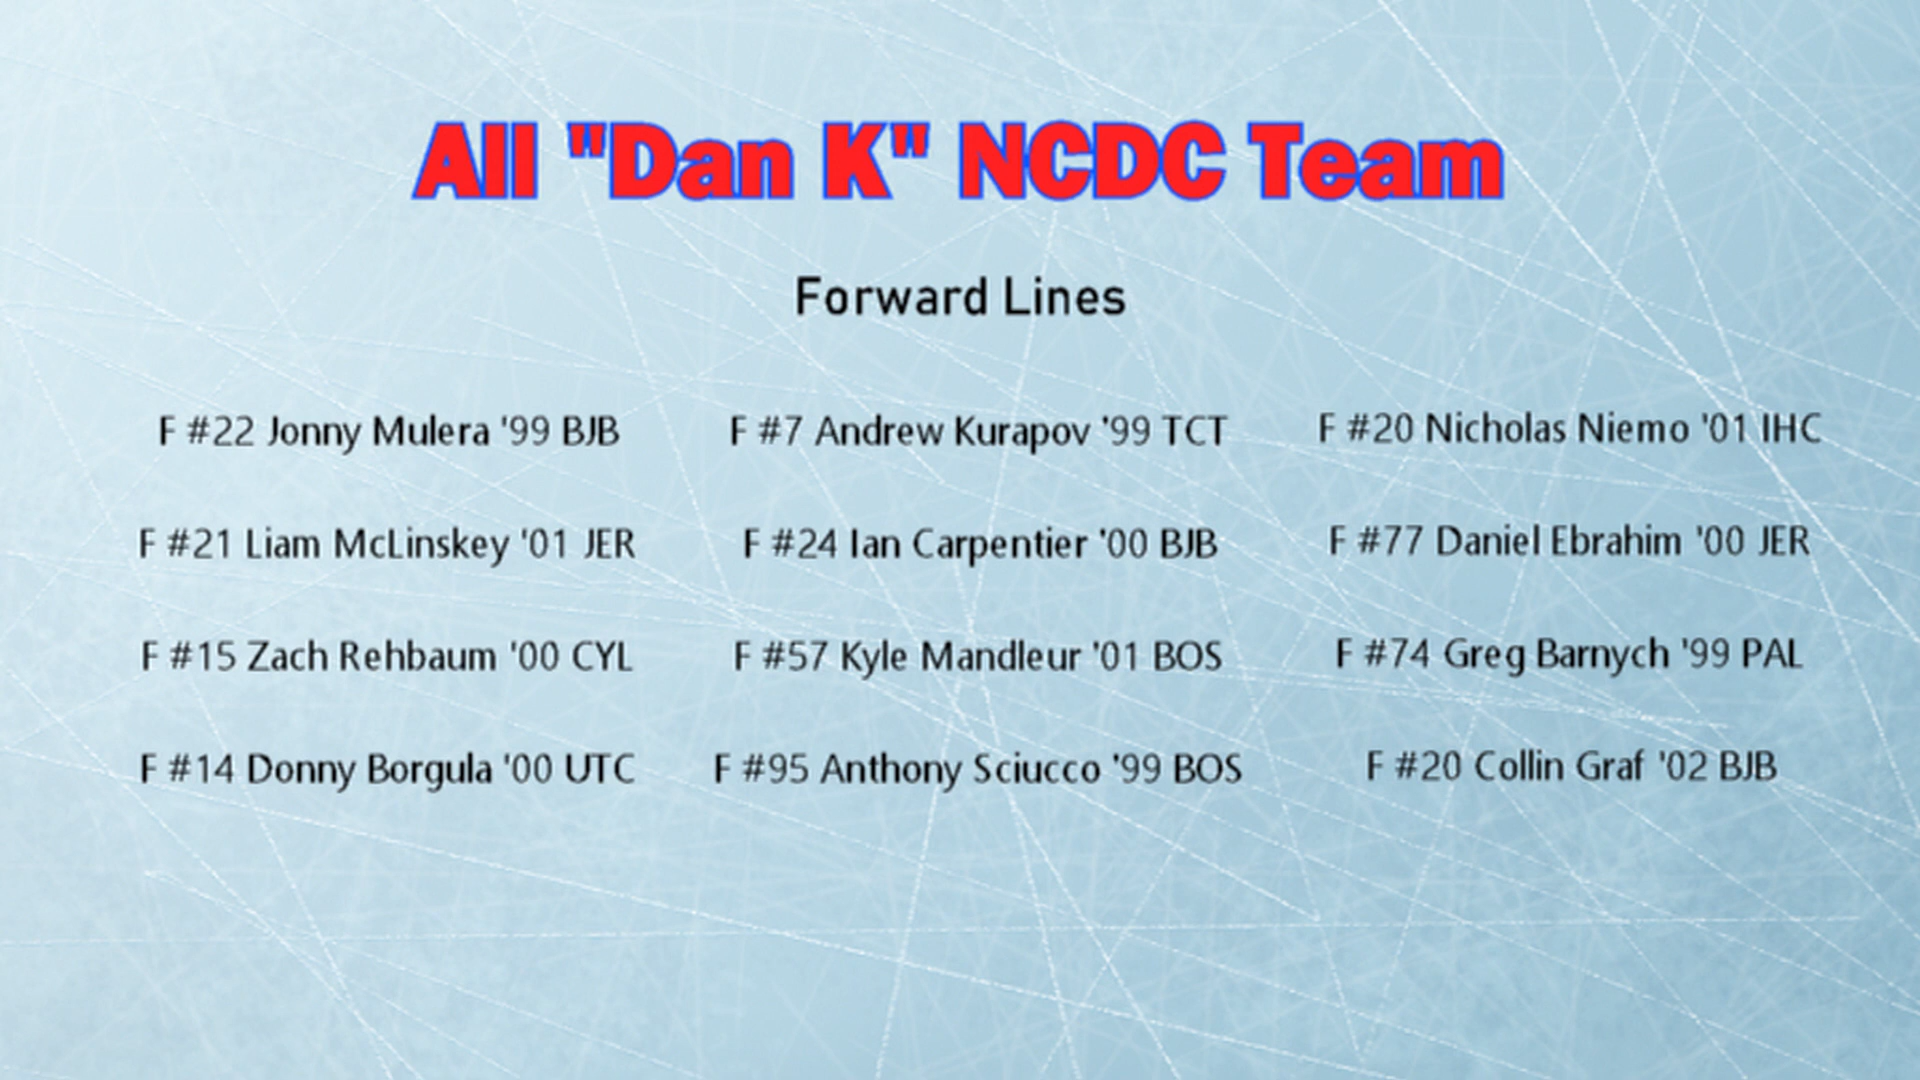 All "Dan K" NCDC Team
Forward Lines
F #22 Jonny Mulera '99 BJB F #7 Andrew Kurapov '99 TCT F #20 Nicholas Niemo '01 IHC
F #21 Liam McLinskey '01 JER F #24 Ian Carpentier '00 BJB F #77 Daniel Ebrahim '00 JER
F #15 Zach Rehbaum '00 CYL F #57 Kyle Mandleur '01 BOS F #74 Greg Barnych '99 PAL
F #14 Donny Borgula '00 UTC F #95 Anthony Sciucco '99 BOS F #20 Collin Graf '02 BJB